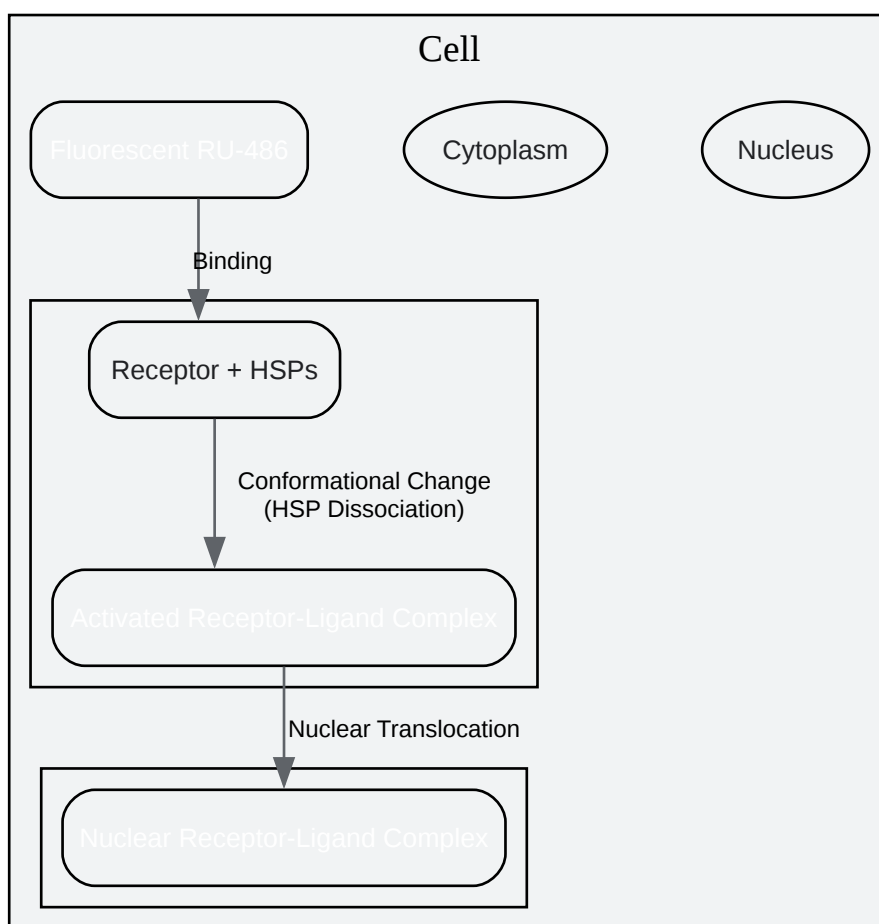 Cell
Fluorescent RU-486
Cytoplasm
Nucleus
Binding
Receptor + HSPs
Conformational Change
(HSP Dissociation)
Activated Receptor-Ligand Complex
Nuclear Translocation
Nuclear Receptor-Ligand Complex